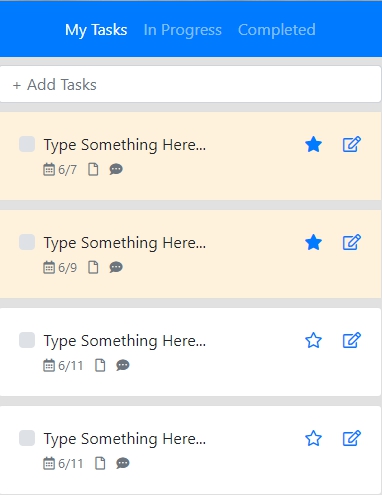 My Tasks In Progress Completed
+ Add Tasks
Type Something Here...
6/7
Type Something Here...
6/9
Type Something Here...
6/11
Type Something Here...
6/11